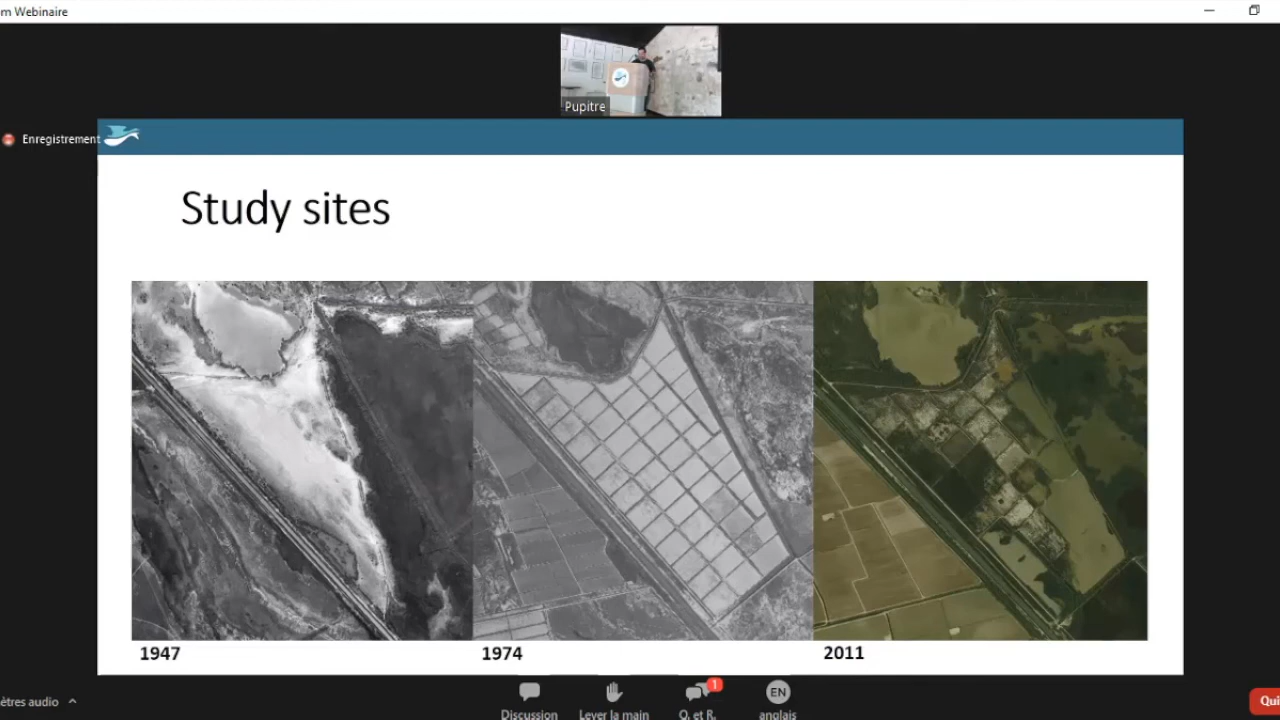 m Webinaire
Pupitre
Enregistrement
Study sites
1947
1974
2011
ètres audio
Discussion
Lever la main
1
Q. et R.
EN
anglais
Qui